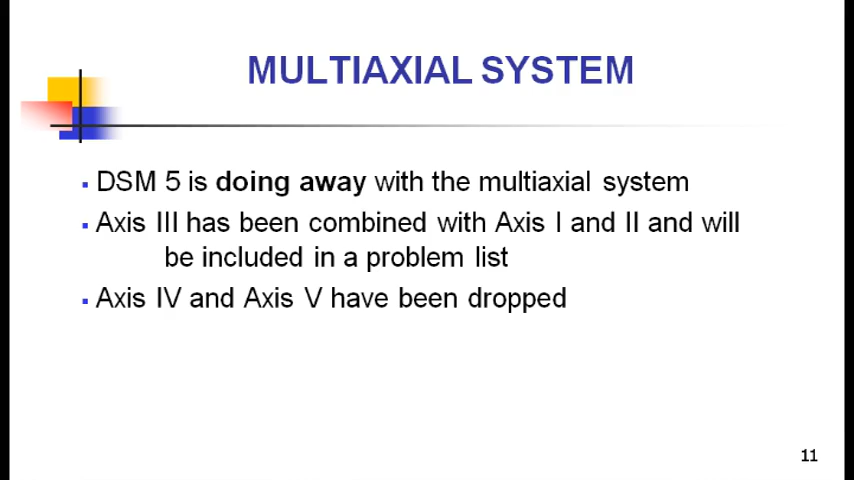 MULTIAXIAL SYSTEM
▪ DSM 5 is doing away with the multiaxial system
▪ Axis III has been combined with Axis I and II and will
be included in a problem list
▪ Axis IV and Axis V have been dropped
11